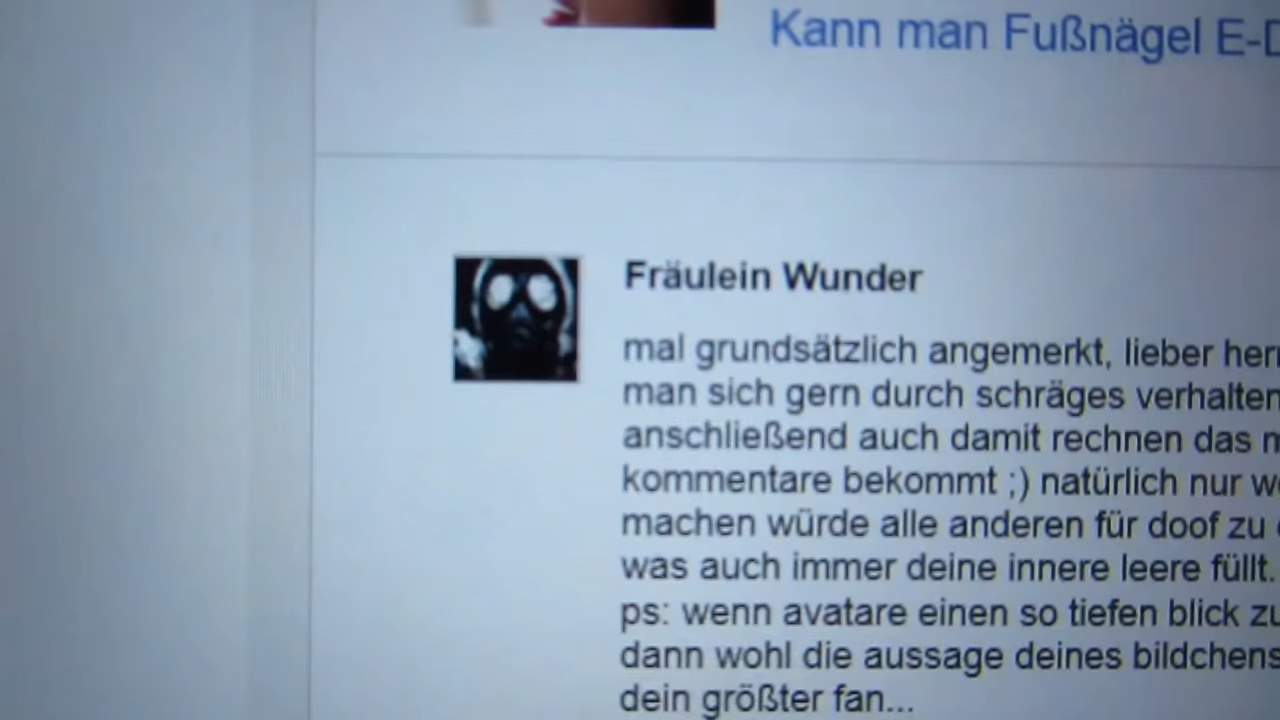 Kann man Fußnägel E-
Fräulein Wunder
mal grundsätzlich angemerkt, lieber
man sich gern durch schräges verhalten
anschließend auch damit rechnen das
kommentare bekommt ;) natürlich nur
machen würde alle anderen für doof zu
was auch immer deine innere leere füllt.
ps: wenn avatare einen so tiefen blick
dann wohl die aussage deines bildchens
dein größter fan...